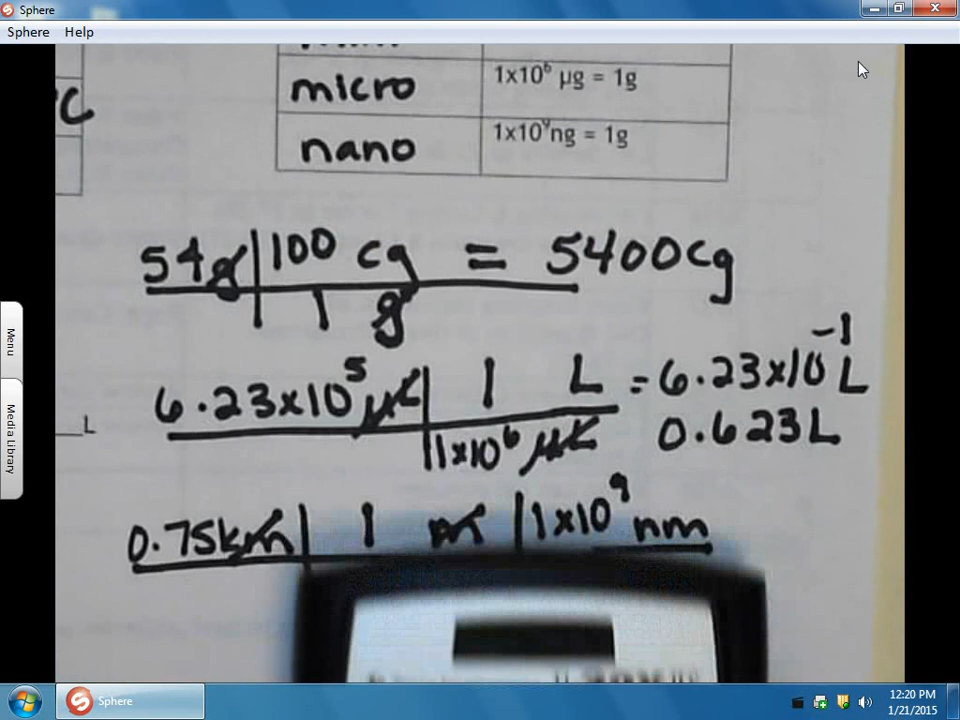 Sphere
Sphere Help
micro 1x10⁶ μg = 1g
nano 1x10⁹ng = 1g
C
54g | 100 cg = 5400cg
1 g
6.23x10⁵ μL | 1 L = 6.23x10⁻¹ L
1x10⁶ μL 0.623L
L
0.75km | 1 m | 1x10⁹ nm
Menu
Media Library
Sphere
12:20 PM
1/21/2015